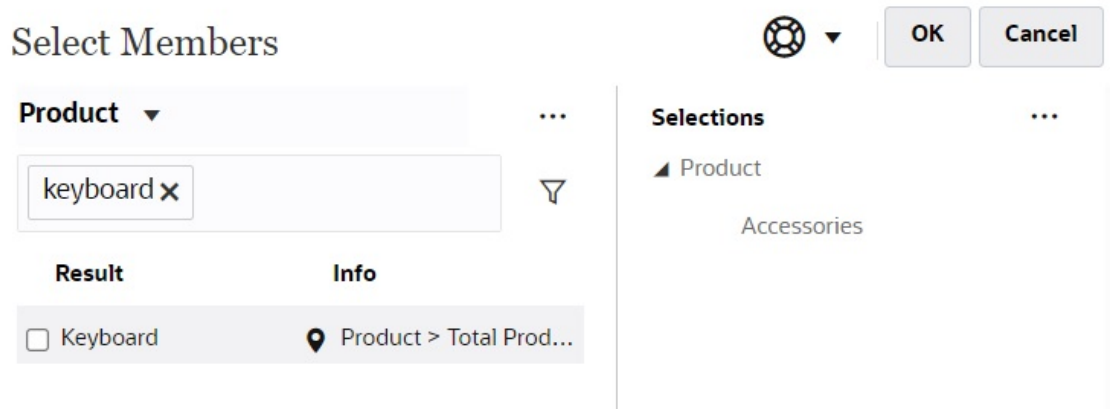 Select Members
OK
Cancel
Product
...
Selections
...
keyboard
Product
Accessories
Result
Info
Keyboard
Product > Total Prod...